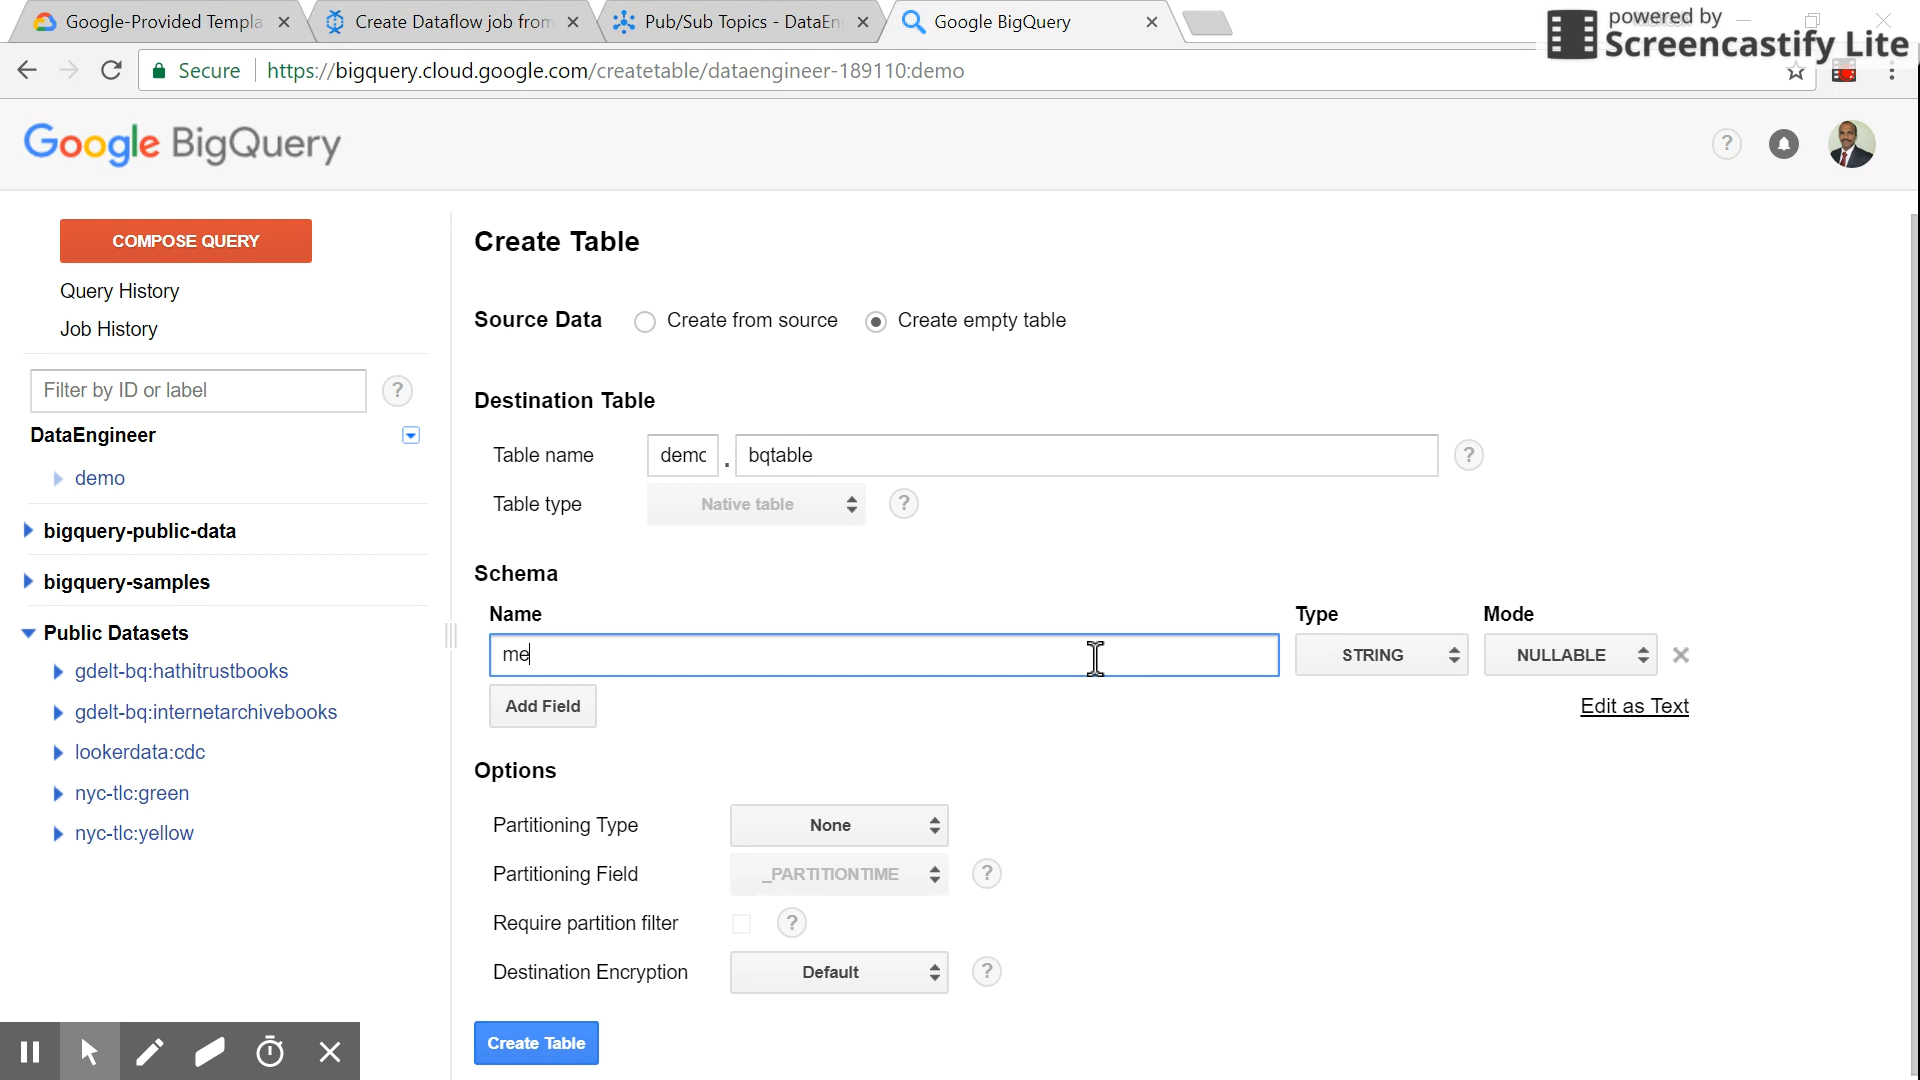 Google-Provided Templa
Create Dataflow job from
Pub/Sub Topics - DataEn
Google BigQuery
powered by
Screencastify Lite
Secure
https://bigquery.cloud.google.com/createtable/dataengineer-189110:demo
Google BigQuery
?
COMPOSE QUERY
Query History
Job History
Filter by ID or label
?
DataEngineer
demo
bigquery-public-data
bigquery-samples
Public Datasets
gdelt-bq:hathitrustbooks
gdelt-bq:internetarchivebooks
lookerdata:cdc
nyc-tlc:green
nyc-tlc:yellow
Create Table
Source Data Create from source Create empty table
Destination Table
Table name demo . bqtable ?
Table type Native table ?
Schema
Name Type Mode
me STRING NULLABLE
Add Field Edit as Text
Options
Partitioning Type None
Partitioning Field _PARTITIONTIME ?
Require partition filter ?
Destination Encryption Default ?
Create Table